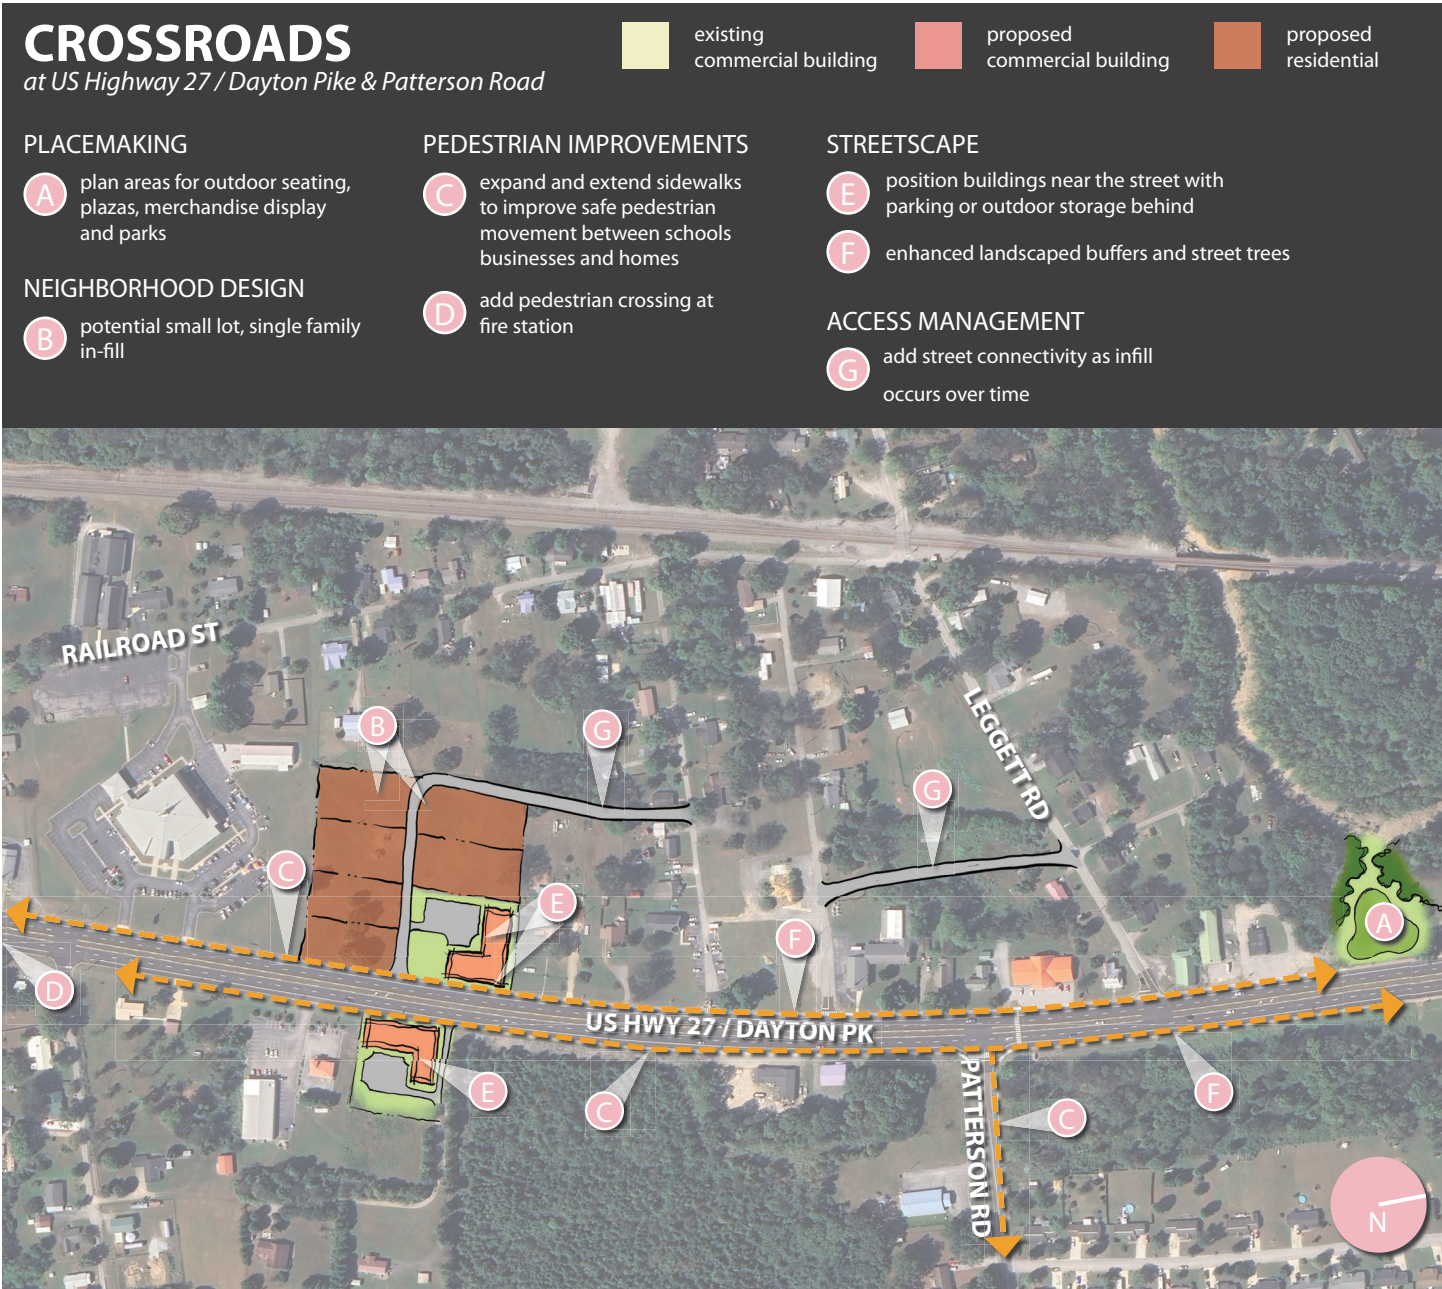 CROSSROADS
at US Highway 27 / Dayton Pike & Patterson Road
existing
commercial building
proposed
commercial building
proposed
residential
PLACEMAKING
A
plan areas for outdoor seating,
plazas, merchandise display
and parks
NEIGHBORHOOD DESIGN
B
potential small lot, single family
in-fill
PEDESTRIAN IMPROVEMENTS
C
expand and extend sidewalks
to improve safe pedestrian
movement between schools
businesses and homes
D
add pedestrian crossing at
fire station
STREETSCAPE
E
position buildings near the street with
parking or outdoor storage behind
F
enhanced landscaped buffers and street trees
ACCESS MANAGEMENT
G
add street connectivity as infill
occurs over time
RAILROAD ST
LEGGETT RD
B
G
G
C
E
F
A
D
US HWY 27 / DAYTON PK
E
C
PATTERSON RD
C
F
N